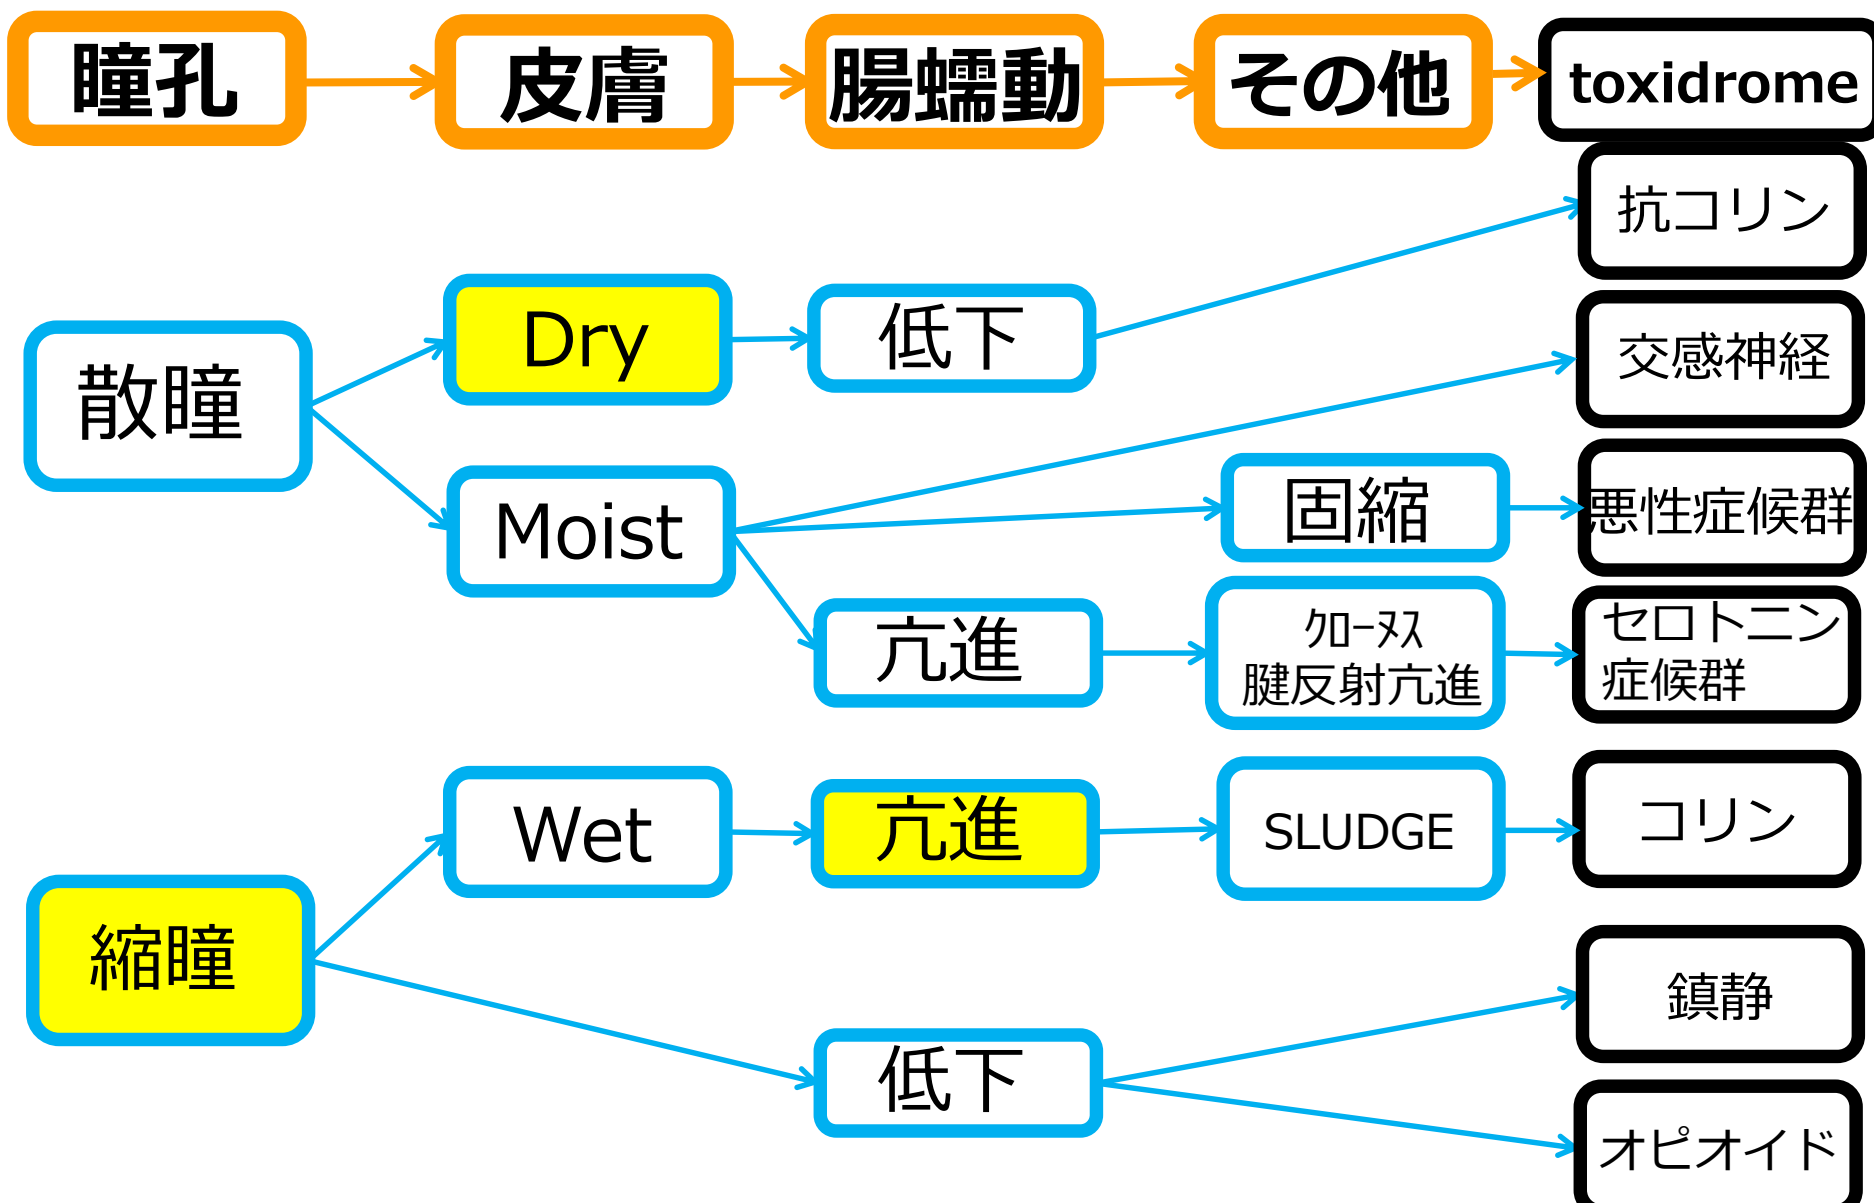 瞳孔
皮膚
腸蠕動
その他
toxidrome
抗コリン
Dry
低下
散瞳
交感神経
Moist
固縮
悪性症候群
亢進
ｸﾛｰﾇｽ
腱反射亢進
セロトニン
症候群
Wet
亢進
SLUDGE
コリン
縮瞳
鎮静
低下
オピオイド